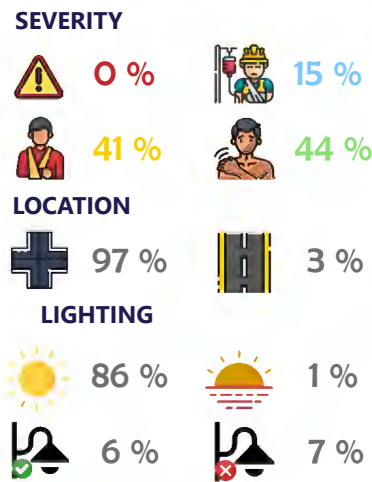 SEVERITY
0 % 15 %
41 % 44 %
LOCATION
97 % 3 %
LIGHTING
86 % 1 %
6 % 7 %